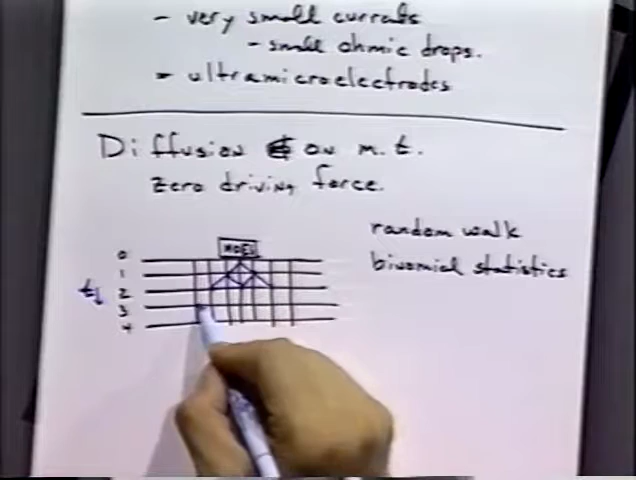 - very small currents
- small ohmic drops.
- ultramicroelectrodes
Diffusion on m.t.
zero driving force.
random walk
binomial statistics
0
1
2
3
4
t↓